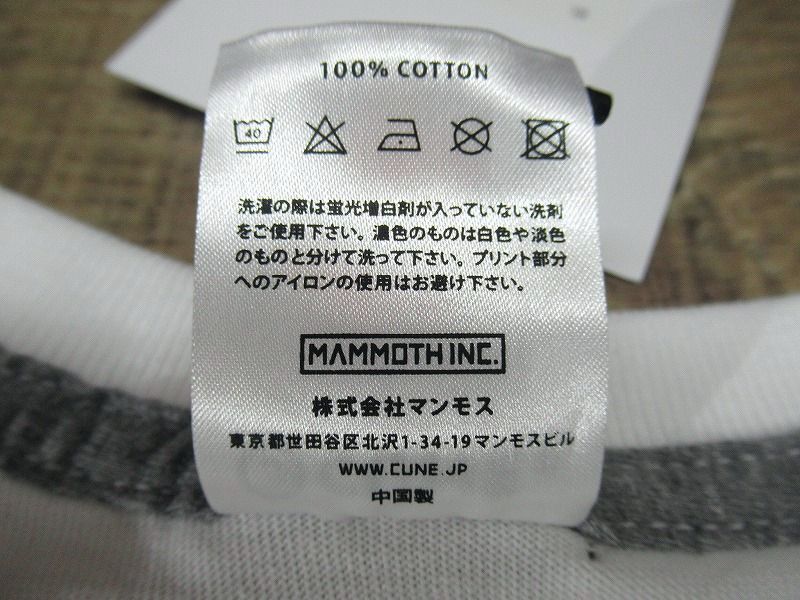 100% COTTON
40
洗濯の際は蛍光増白剤が入っていない洗剤
をご使用下さい。濃色のものは白色や淡色
のものと分けて洗って下さい。プリント部分
へのアイロンの使用はお避け下さい。
MAMMOTH INC.
株式会社マンモス
東京都世田谷区北沢1-34-19マンモスビル
WWW.CUNE.JP
中国製